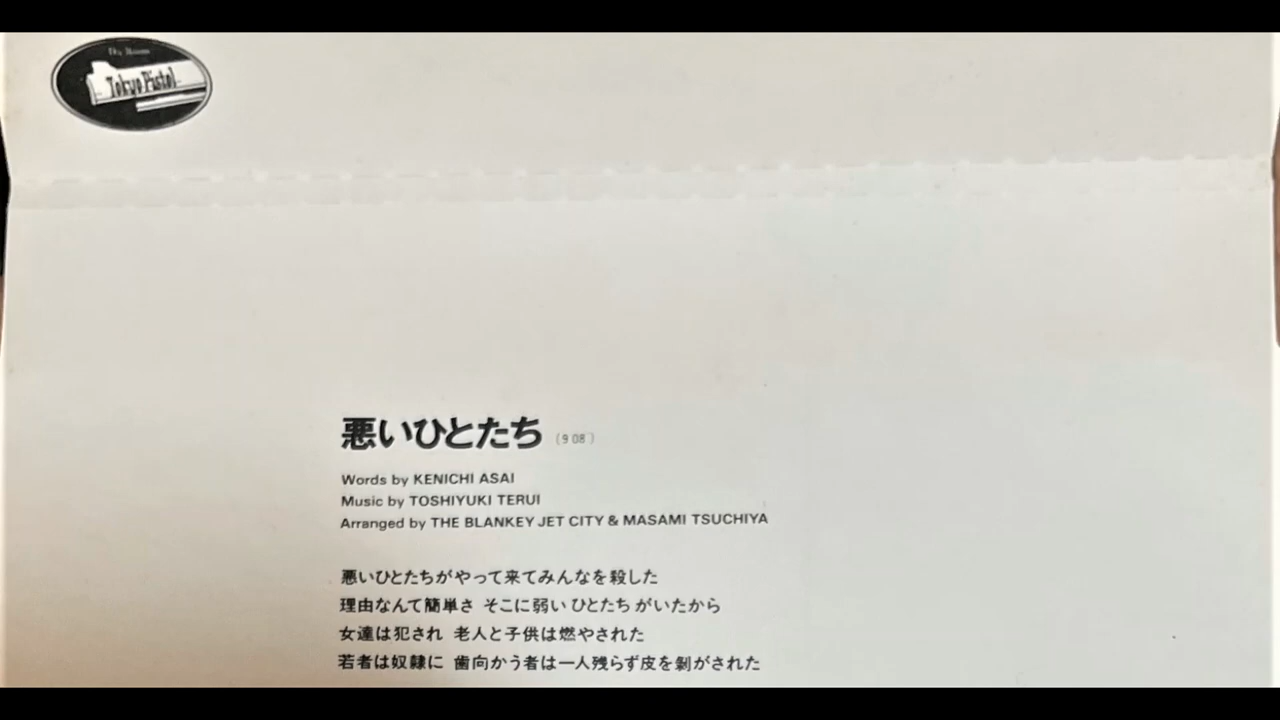 Tokyo Pistol
悪いひとたち (9 08)
Words by KENICHI ASAI
Music by TOSHIYUKI TERUI
Arranged by THE BLANKEY JET CITY & MASAMI TSUCHIYA
悪いひとたちがやって来てみんなを殺した
理由なんて簡単さ そこに弱いひとたちがいたから
女達は犯され 老人と子供は燃やされた
若者は奴隷に 歯向かう者は一人残らず皮を剝がされた